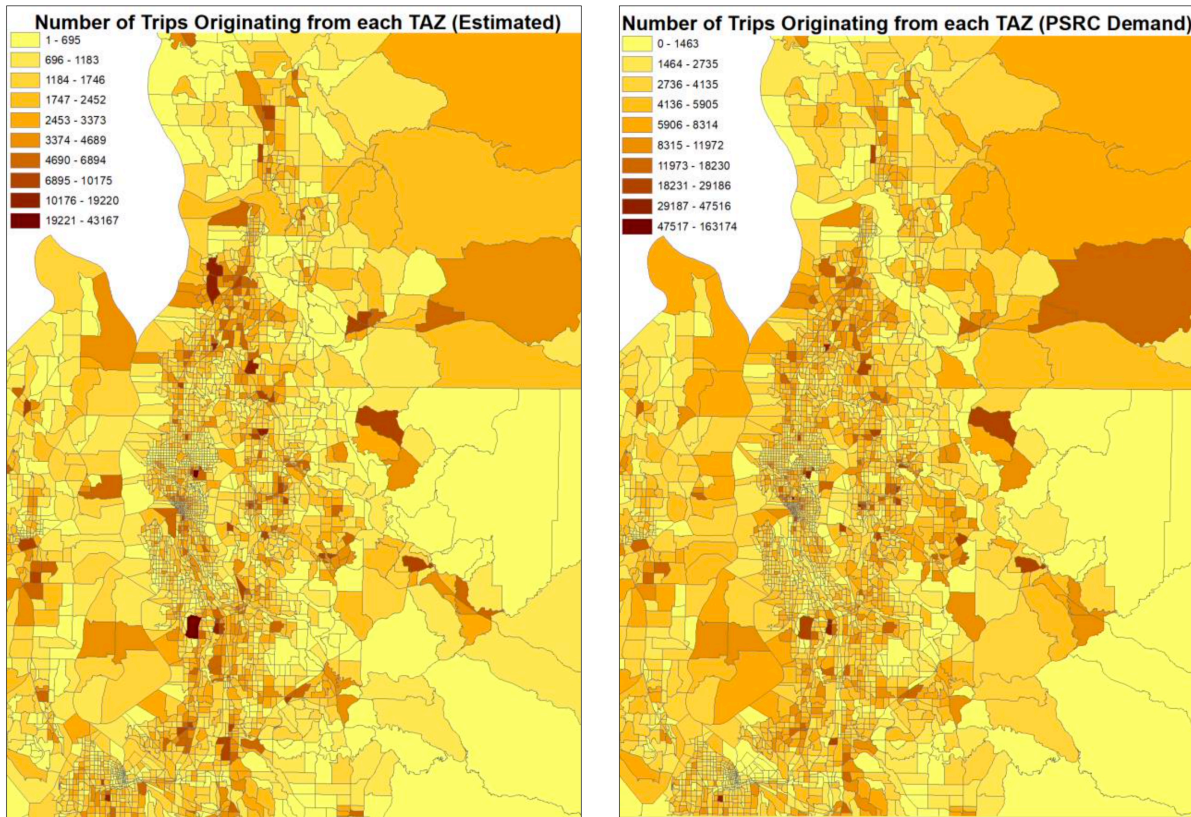 Number of Trips Originating from each TAZ (Estimated)
1 - 695
696 - 1183
1184 - 1746
1747 - 2452
2453 - 3373
3374 - 4689
4690 - 6894
6895 - 10175
10176 - 19220
19221 - 43167
Number of Trips Originating from each TAZ (PSRC Demand)
0 - 1463
1464 - 2735
2736 - 4135
4136 - 5905
5906 - 8314
8315 - 11972
11973 - 18230
18231 - 29186
29187 - 47516
47517 - 163174